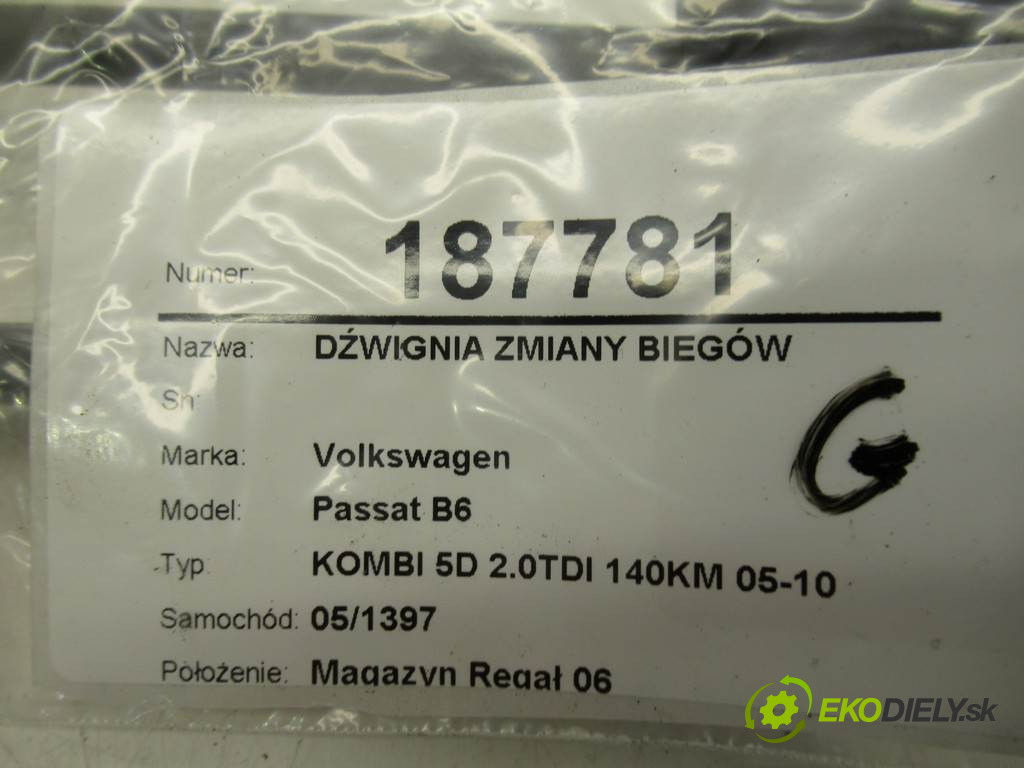 Numer: 187781
Nazwa: DŹWIGNIA ZMIANY BIEGÓW
Sn:
Marka: Volkswagen
Model: Passat B6
Typ KOMBI 5D 2.0TDI 140KM 05-10
Samochód: 05/1397
Położenie: Magazyn Regał 06
G
EKODIELY.sk